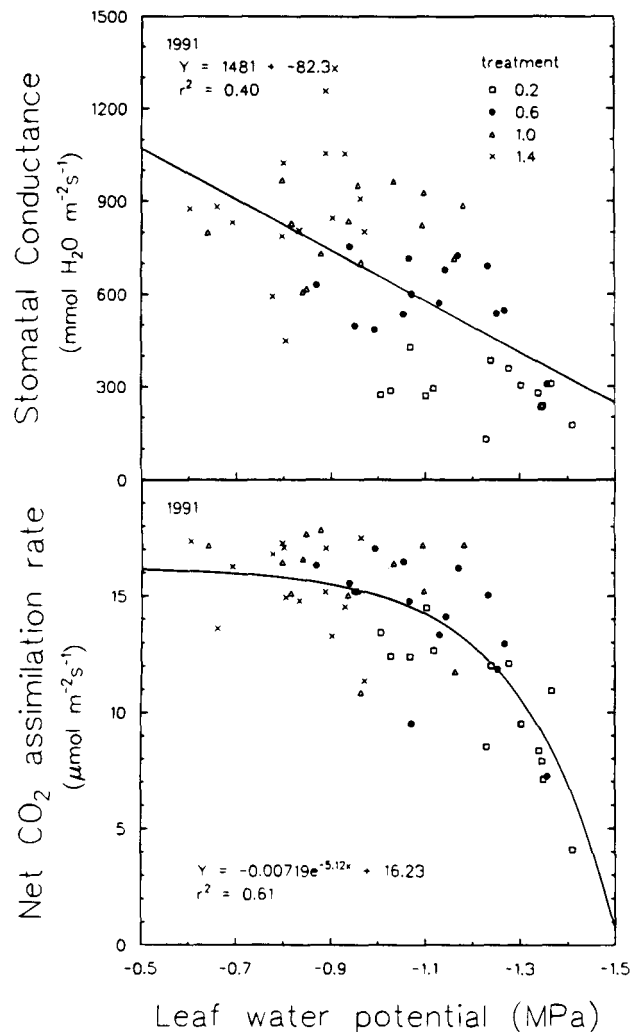 1500
1200
900
600
300
0
Stomatal Conductance
(mmol H₂O m⁻²s⁻¹)
1991
Y = 1481 + -82.3x
r² = 0.40
treatment
□ 0.2
● 0.6
△ 1.0
× 1.4
1991
15
10
5
0
Net CO₂ assimilation rate
(μmol m⁻²s⁻¹)
Y = -0.00719e⁻⁵·¹²ˣ + 16.23
r² = 0.61
-0.5 -0.7 -0.9 -1.1 -1.3 -1.5
Leaf water potential (MPa)